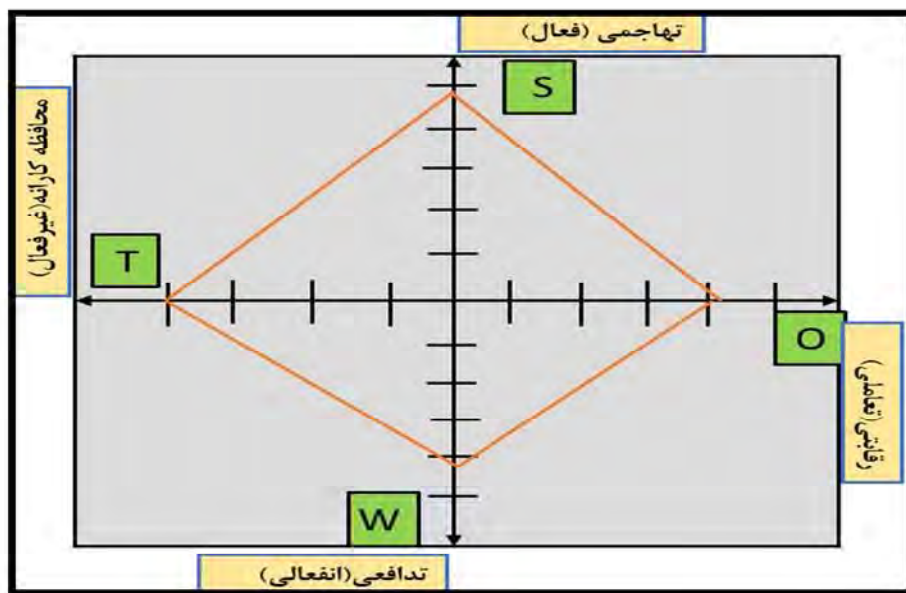 تهاجمی (فعال)
S
محافظه کارانه(غیرفعال)
T
O
رقابتی(تعاملی)
W
تدافعی(انفعالی)